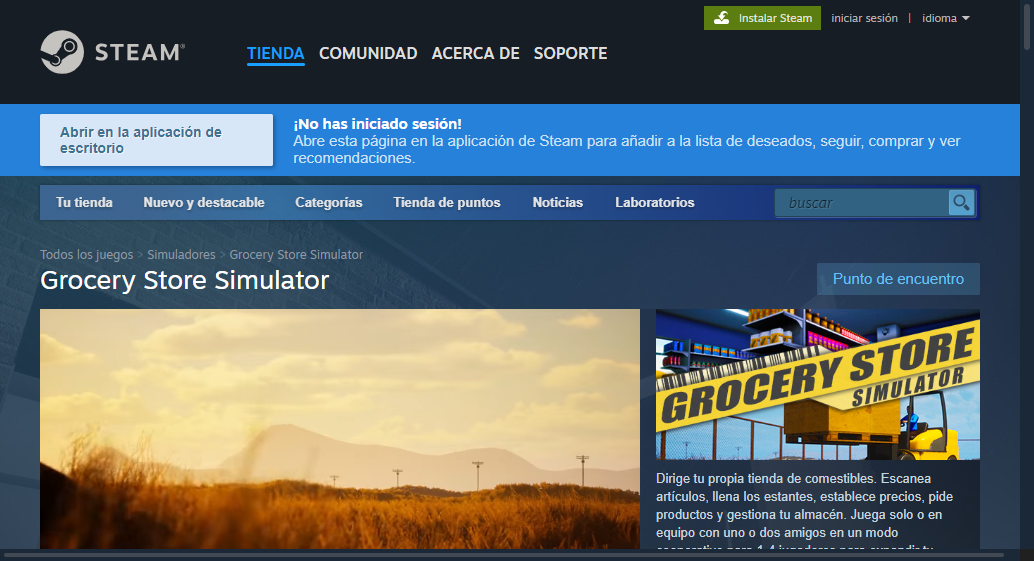 Instalar Steam
iniciar sesión | idioma
STEAM®
TIENDA COMUNIDAD ACERCA DE SOPORTE
Abrir en la aplicación de
escritorio
¡No has iniciado sesión!
Abre esta página en la aplicación de Steam para añadir a la lista de deseados, seguir, comprar y ver
recomendaciones.
Tu tienda Nuevo y destacable Categorías Tienda de puntos Noticias Laboratorios buscar
Todos los juegos > Simuladores > Grocery Store Simulator
Grocery Store Simulator
Punto de encuentro
GROCERY STORE
SIMULATOR
Dirige tu propia tienda de comestibles. Escanea
artículos, llena los estantes, establece precios, pide
productos y gestiona tu almacén. Juega solo o en
equipo con uno o dos amigos en un modo